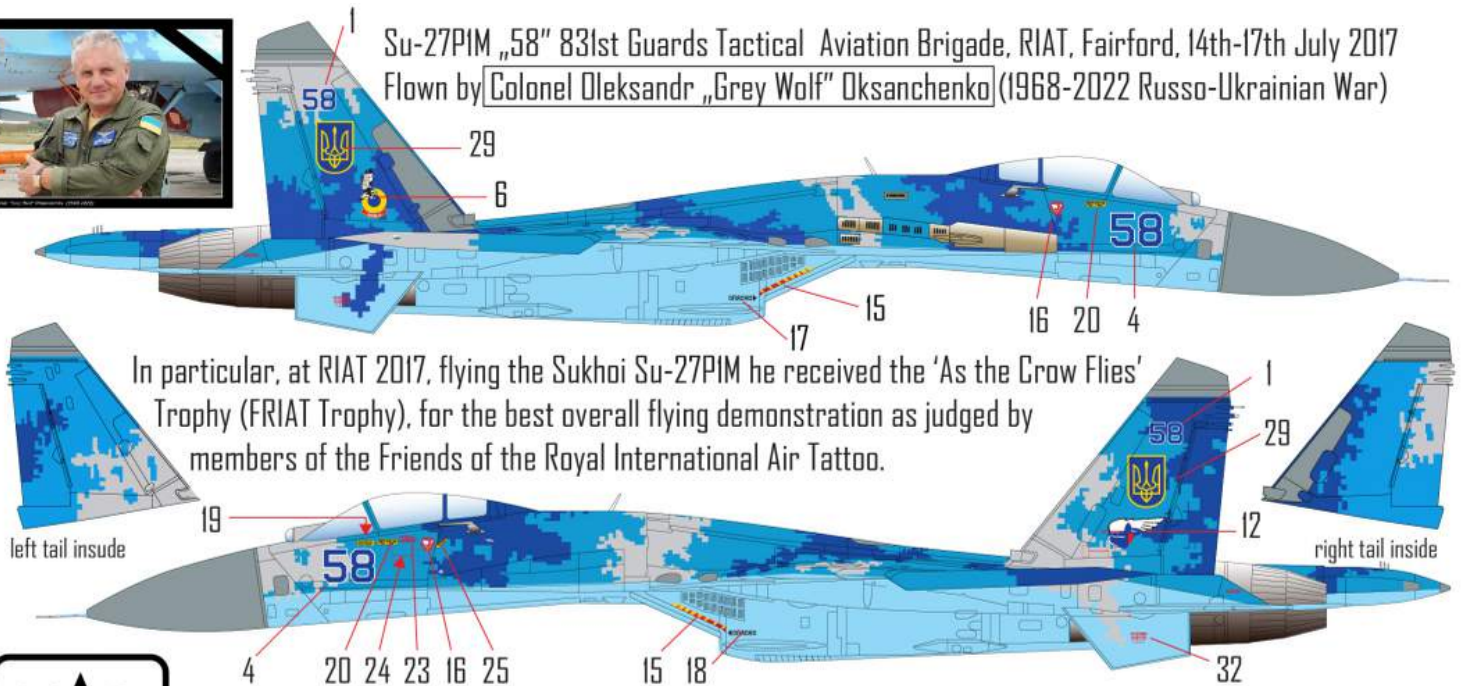 Su-27P1M „58” 831st Guards Tactical Aviation Brigade, RIAT, Fairford, 14th-17th July 2017
Flown by Colonel Oleksandr „Grey Wolf” Oksanchenko (1968-2022 Russo-Ukrainian War)
1
58
29
6
58
15
17
16 20 4
In particular, at RIAT 2017, flying the Sukhoi Su-27P1M he received the ‘As the Crow Flies’
Trophy (FRIAT Trophy), for the best overall flying demonstration as judged by
members of the Friends of the Royal International Air Tattoo.
1
58
29
12
19
left tail insude
right tail inside
58
4 20 24 23 16 25 15 18 32